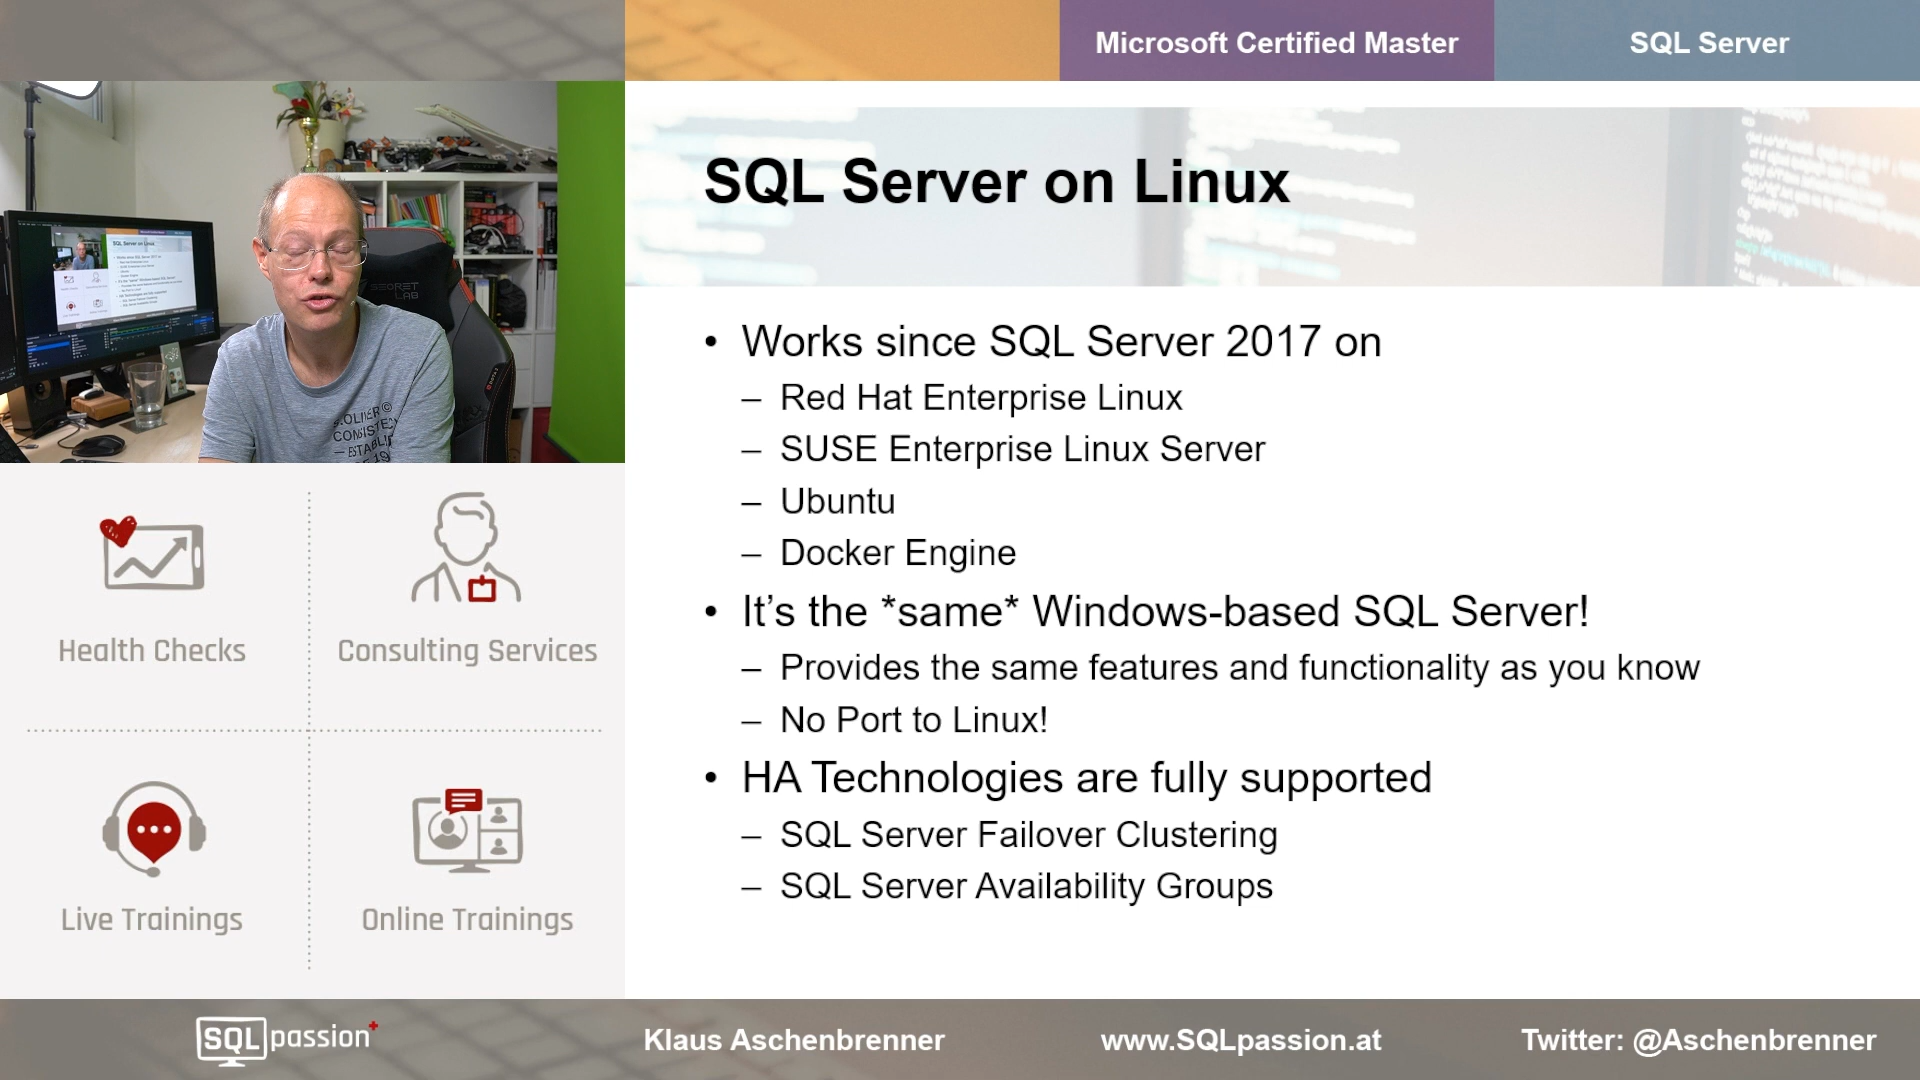 Microsoft Certified Master
SQL Server
SQL Server on Linux
SECRET
LAB
• Works since SQL Server 2017 on
– Red Hat Enterprise Linux
– SUSE Enterprise Linux Server
– Ubuntu
– Docker Engine
• It’s the *same* Windows-based SQL Server!
– Provides the same features and functionality as you know
– No Port to Linux!
• HA Technologies are fully supported
– SQL Server Failover Clustering
– SQL Server Availability Groups
Health Checks
Consulting Services
Live Trainings
Online Trainings
SQLpassion+
Klaus Aschenbrenner
www.SQLpassion.at
Twitter: @Aschenbrenner